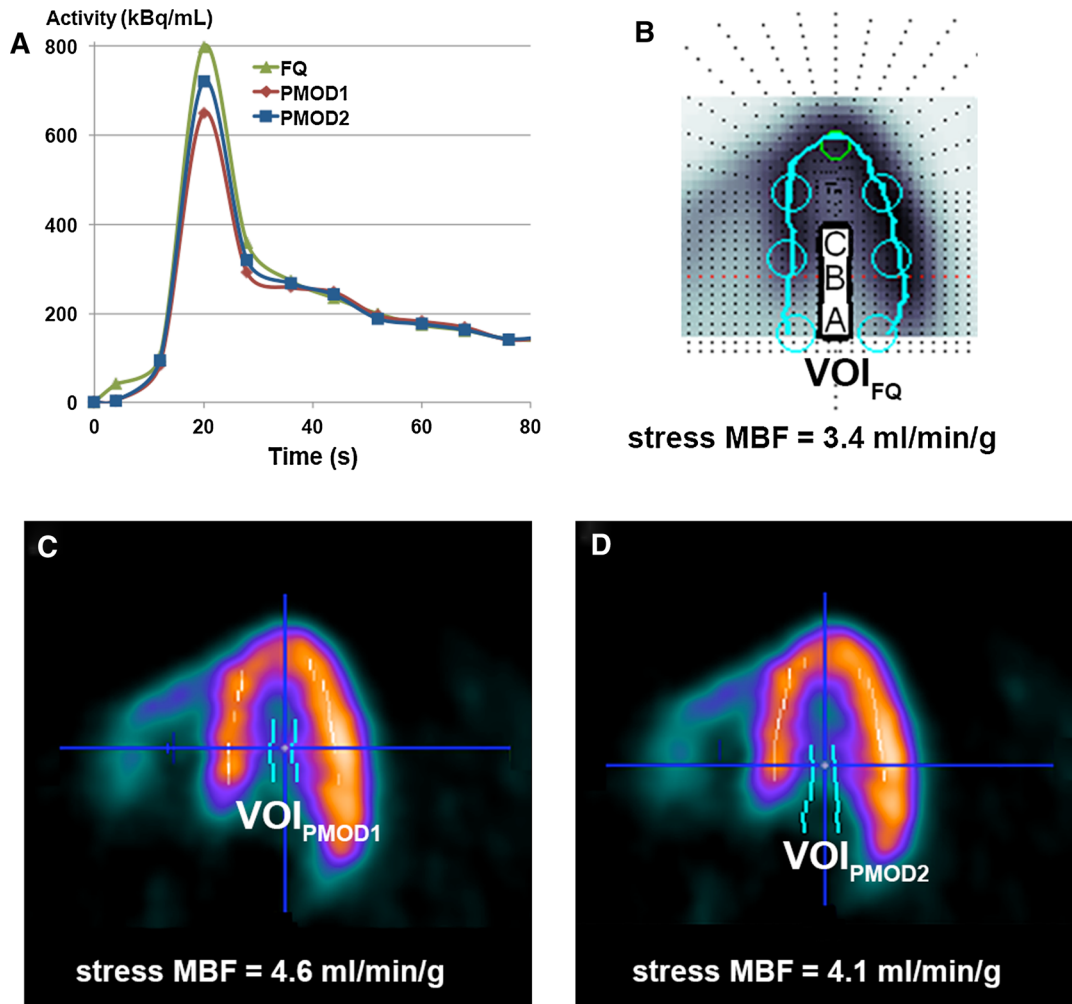 Activity (kBq/mL)
A
800
600
400
200
0
FQ
PMOD1
PMOD2
0 20 40 60 80
Time (s)
B
C
B
A
VOIFQ
stress MBF = 3.4 ml/min/g
C
VOIPMOD1
stress MBF = 4.6 ml/min/g
D
VOIPMOD2
stress MBF = 4.1 ml/min/g